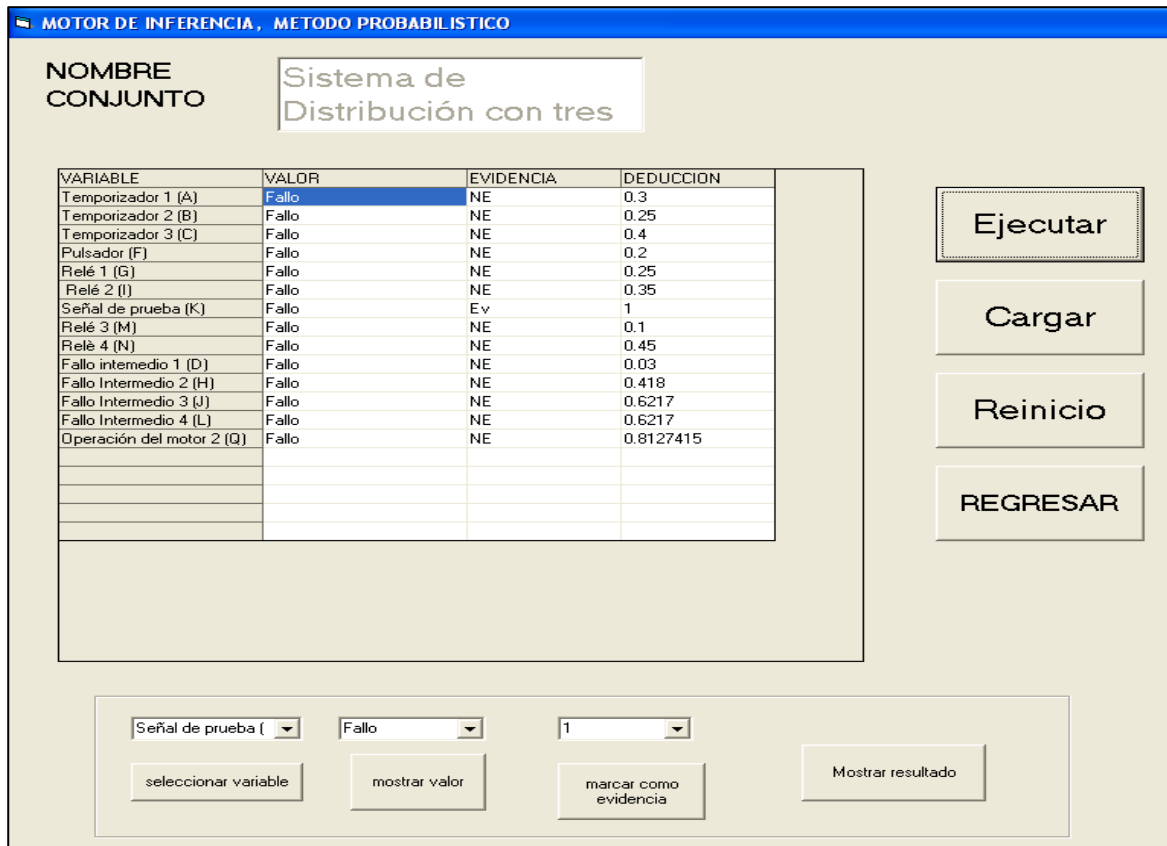 MOTOR DE INFERENCIA, METODO PROBABILISTICO
NOMBRE
CONJUNTO
Sistema de
Distribución con tres
VARIABLE VALOR EVIDENCIA DEDUCCION
Temporizador 1 (A) Fallo NE 0.3
Temporizador 2 (B) Fallo NE 0.25
Temporizador 3 (C) Fallo NE 0.4
Pulsador (F) Fallo NE 0.2
Relé 1 (G) Fallo NE 0.25
Relé 2 (I) Fallo NE 0.35
Señal de prueba (K) Fallo Ev 1
Relé 3 (M) Fallo NE 0.1
Relè 4 (N) Fallo NE 0.45
Fallo intemedio 1 (D) Fallo NE 0.03
Fallo Intermedio 2 (H) Fallo NE 0.418
Fallo Intermedio 3 (J) Fallo NE 0.6217
Fallo Intermedio 4 (L) Fallo NE 0.6217
Operación del motor 2 (Q) Fallo NE 0.8127415
Ejecutar
Cargar
Reinicio
REGRESAR
Señal de prueba ( Fallo 1
seleccionar variable
mostrar valor
marcar como
evidencia
Mostrar resultado